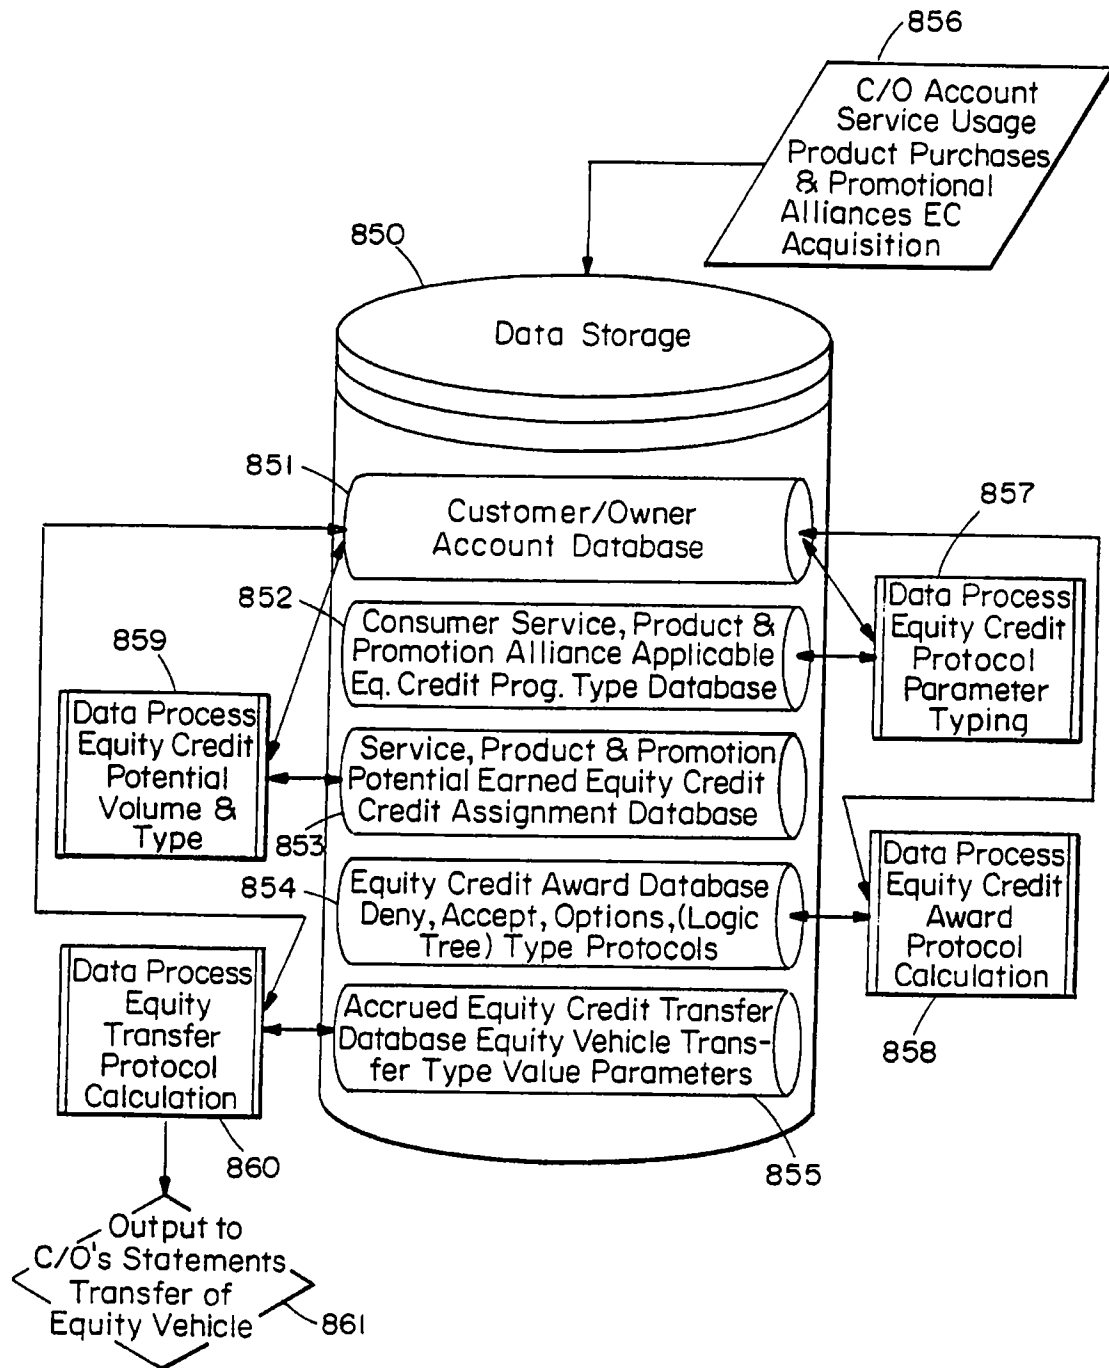 856
C/O Account
Service Usage
Product Purchases
& Promotional
Alliances EC
Acquisition
850
Data Storage
851
Customer/Owner
Account Database
857
Data Process
Equity Credit
Protocol
Parameter
Typing
852
Consumer Service, Product &
Promotion Alliance Applicable
Eq. Credit Prog. Type Database
859
Data Process
Equity Credit
Potential
Volume &
Type
Service, Product & Promotion
Potential Earned Equity Credit
Credit Assignment Database
853
854
Equity Credit Award Database
Deny, Accept, Options, (Logic
Tree) Type Protocols
Data Process
Equity Credit
Award
Protocol
Calculation
858
Data Process
Equity
Transfer
Protocol
Calculation
860
Accrued Equity Credit Transfer
Database Equity Vehicle Trans-
fer Type Value Parameters
855
Output to
C/O's Statements
Transfer of
Equity Vehicle
861